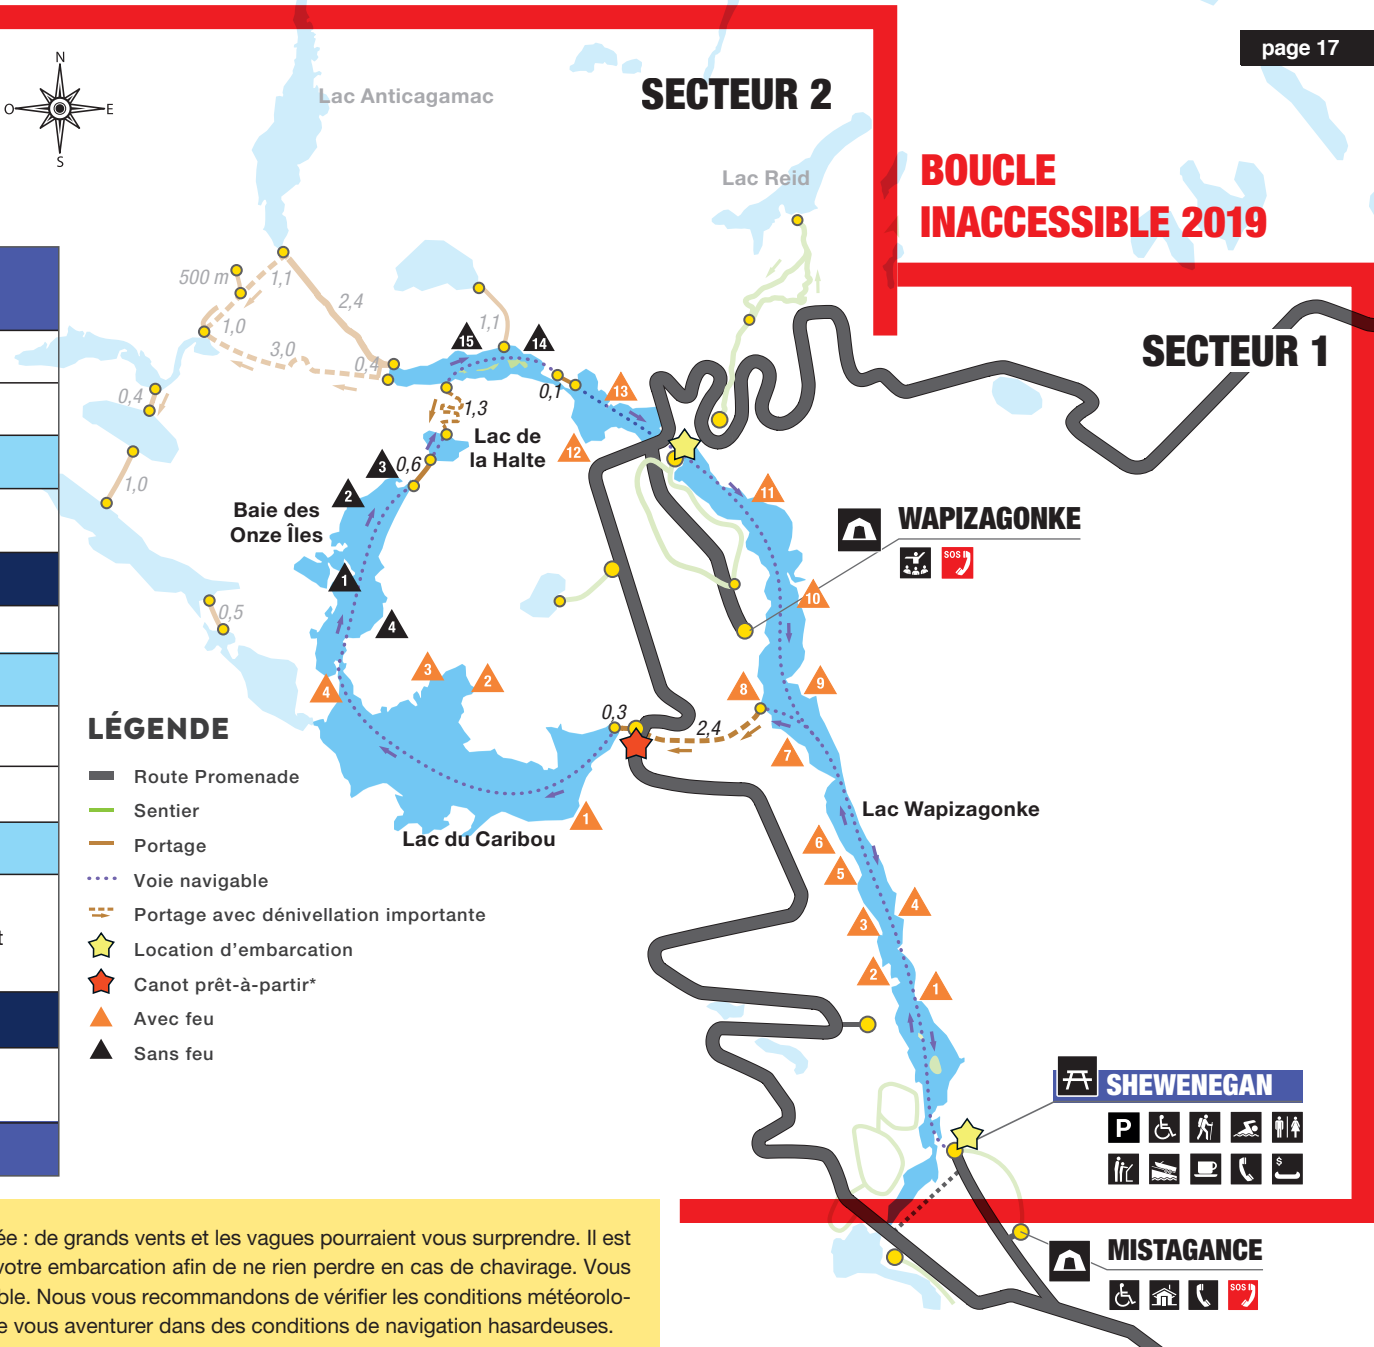 page 17
N
O
E
S
Lac Anticagamac
SECTEUR 2
Lac Reid
BOUCLE
INACCESSIBLE 2019
SECTEUR 1
500 m
1,1
2,4
1,0
3,0
0,4
1,1
15
14
0,1
13
12
1,3
Lac de
la Halte
0,6
3
2
Baie des
Onze Îles
1
4
0,4
1,0
0,5
11
WAPIZAGONKE
SOS
10
9
8
7
2,4
0,3
3
2
4
1
Lac du Caribou
Lac Wapizagonke
6
5
4
3
2
1
LÉGENDE
Route Promenade
Sentier
Portage
Voie navigable
Portage avec dénivellation importante
Location d'embarcation
Canot prêt-à-partir*
Avec feu
Sans feu
t
SHEWENEGAN
P
$
MISTAGANCE
SOS
ée : de grands vents et les vagues pourraient vous surprendre. Il est
votre embarcation afin de ne rien perdre en cas de chavirage. Vous
ble. Nous vous recommandons de vérifier les conditions météorolo-
e vous aventurer dans des conditions de navigation hasardeuses.